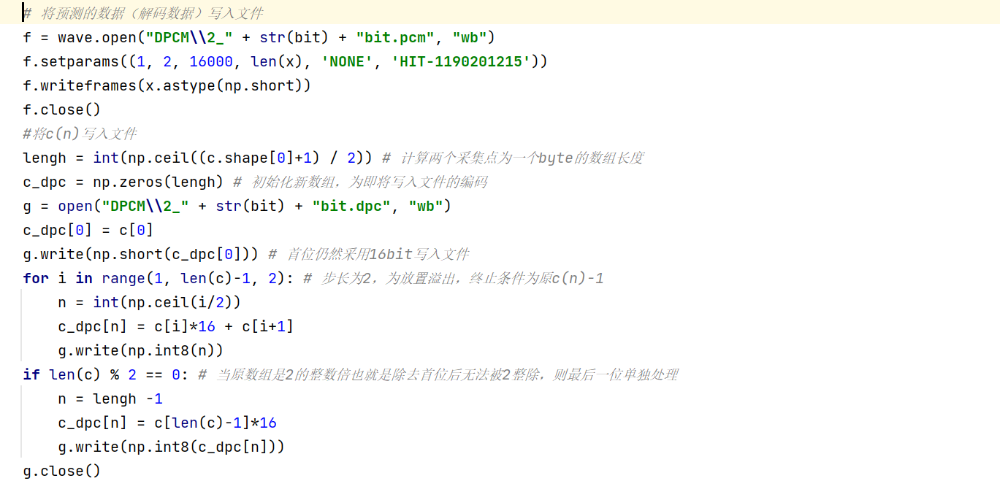 # 将预测的数据（解码数据）写入文件
f = wave.open("DPCM\\2_" + str(bit) + "bit.pcm", "wb")
f.setparams((1, 2, 16000, len(x), 'NONE', 'HIT-1190201215'))
f.writeframes(x.astype(np.short))
f.close()
#将c(n)写入文件
lengh = int(np.ceil((c.shape[0]+1) / 2)) # 计算两个采集点为一个byte的数组长度
c_dpc = np.zeros(lengh) # 初始化新数组，为即将写入文件的编码
g = open("DPCM\\2_" + str(bit) + "bit.dpc", "wb")
c_dpc[0] = c[0]
g.write(np.short(c_dpc[0])) # 首位仍然采用16bit写入文件
for i in range(1, len(c)-1, 2): # 步长为2，为放置溢出，终止条件为原c(n)-1
    n = int(np.ceil(i/2))
    c_dpc[n] = c[i]*16 + c[i+1]
    g.write(np.int8(n))
if len(c) % 2 == 0: # 当原数组是2的整数倍也就是除去首位后无法被2整除，则最后一位单独处理
    n = lengh -1
    c_dpc[n] = c[len(c)-1]*16
    g.write(np.int8(c_dpc[n]))
g.close()